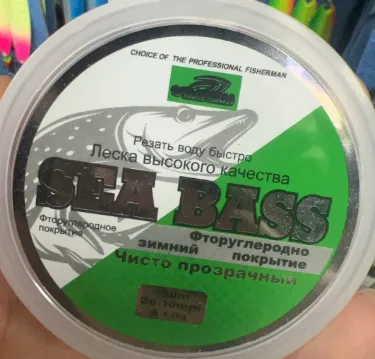 CHOICE OF THE PROFESSIONAL FISHERMAN
Резать воду быстро
Леска высокого качества
SEA BASS
Фторуглеродное
покрытие
Фторуглеродно
зимний покрытие
Чисто прозрачный